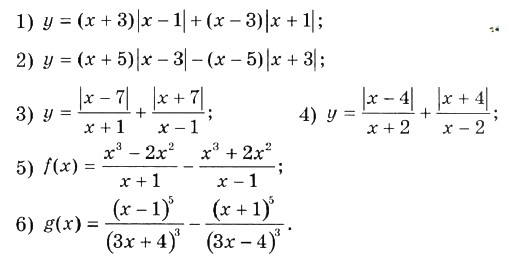 1) y = (x + 3)|x − 1| + (x − 3)|x + 1|;
2) y = (x + 5)|x − 3| − (x − 5)|x + 3|;
3) y = |x − 7|/(x + 1) + |x + 7|/(x − 1); 4) y = |x − 4|/(x + 2) + |x + 4|/(x − 2);
5) f(x) = (x³ − 2x²)/(x + 1) − (x³ + 2x²)/(x − 1);
6) g(x) = (x − 1)⁵/(3x + 4)³ − (x + 1)⁵/(3x − 4)³.